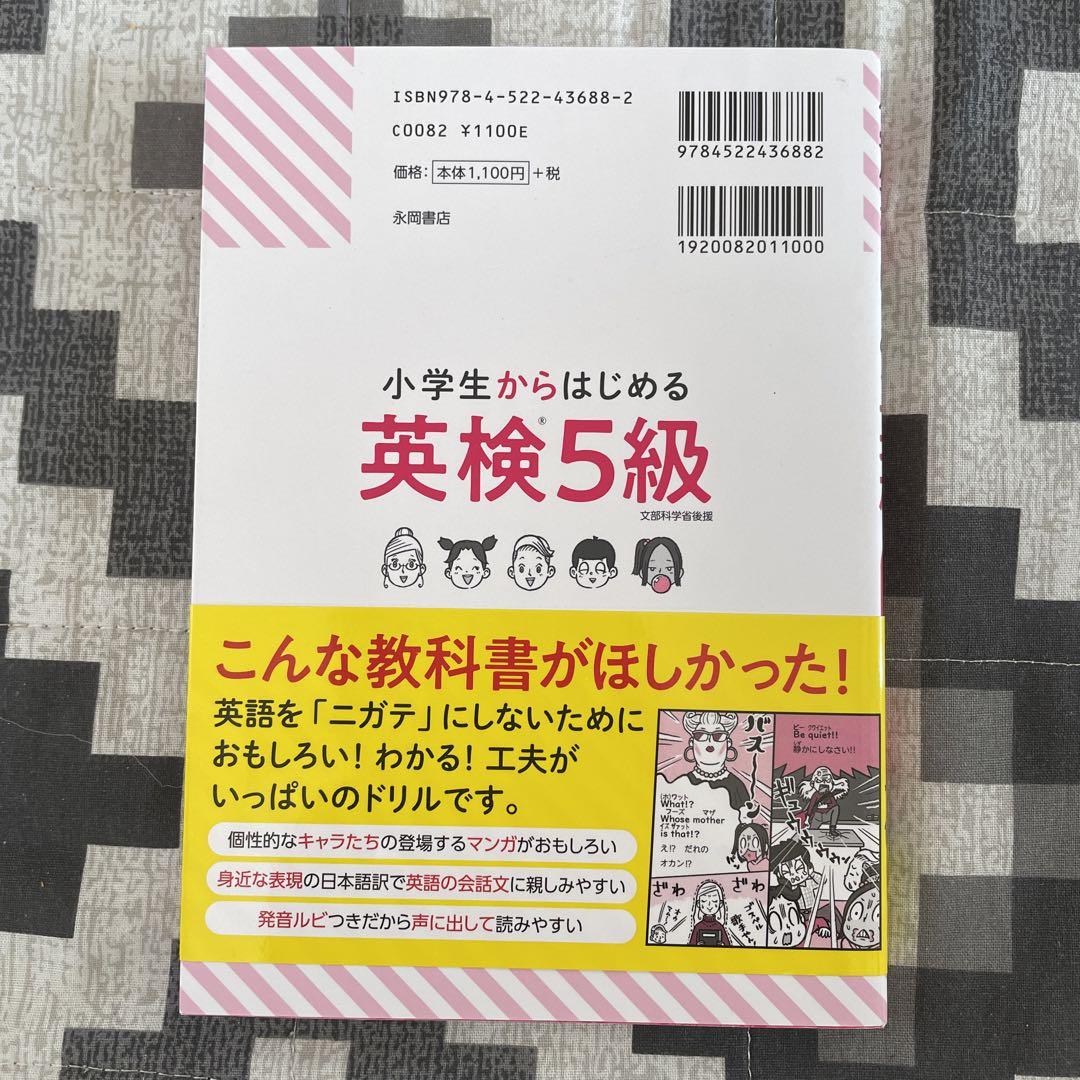 ISBN978-4-522-43688-2
C0082 ¥1100E
価格：本体1,100円＋税
永岡書店
9784522436882
1920082011000
小学生からはじめる
英検®5級
文部科学省後援
こんな教科書がほしかった！
英語を「ニガテ」にしないために
おもしろい！わかる！工夫が
いっぱいのドリルです。
個性的なキャラたちの登場するマンガがおもしろい
身近な表現の日本語訳で英語の会話文に親しみやすい
発音ルビつきだから声に出して読みやすい
ビー クワイエット
Be quiet!!
静かにしなさい!!
バァーーン
(ホ)ワット
What!?
フーズ マザ
Whose mother
イズ ザァット
is that!?
え!? だれの
オカン!?
ざわ
ざわ